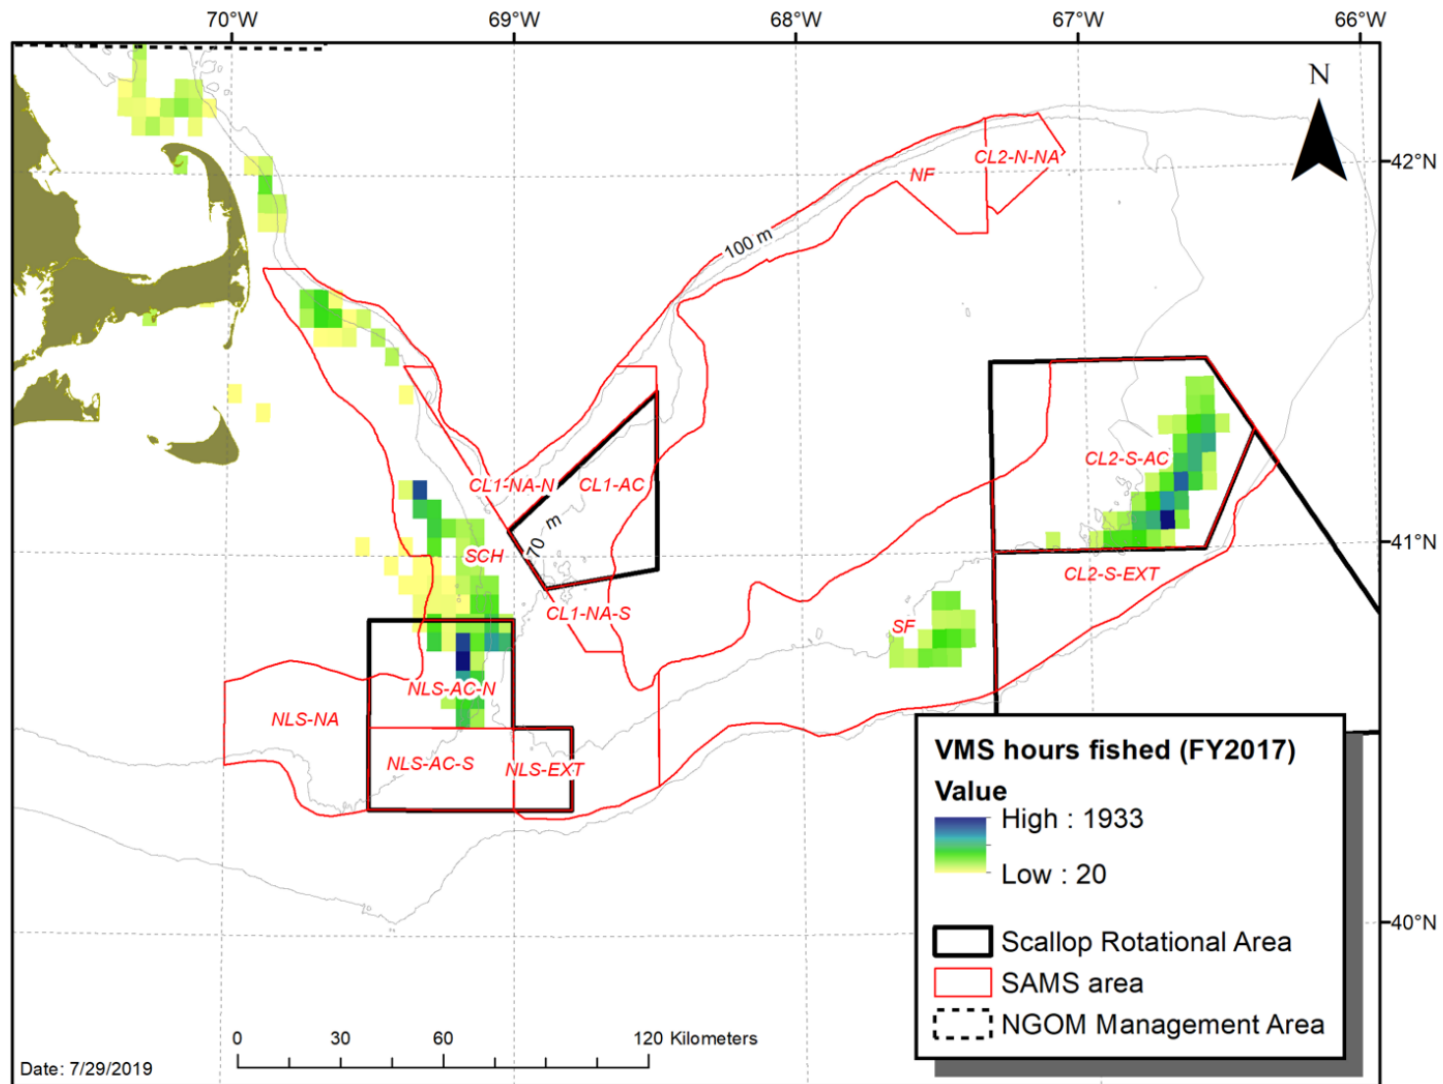 70°W
69°W
68°W
67°W
66°W
N
42°N
41°N
40°N
CL2-N-NA
NF
100 m
CL1-NA-N
CL1-AC
CL2-S-AC
70 m
SCH
CL2-S-EXT
CL1-NA-S
SF
NLS-AC-N
NLS-NA
NLS-AC-S
NLS-EXT
VMS hours fished (FY2017)
Value
High : 1933
Low : 20
Scallop Rotational Area
SAMS area
NGOM Management Area
0 30 60 120 Kilometers
Date: 7/29/2019